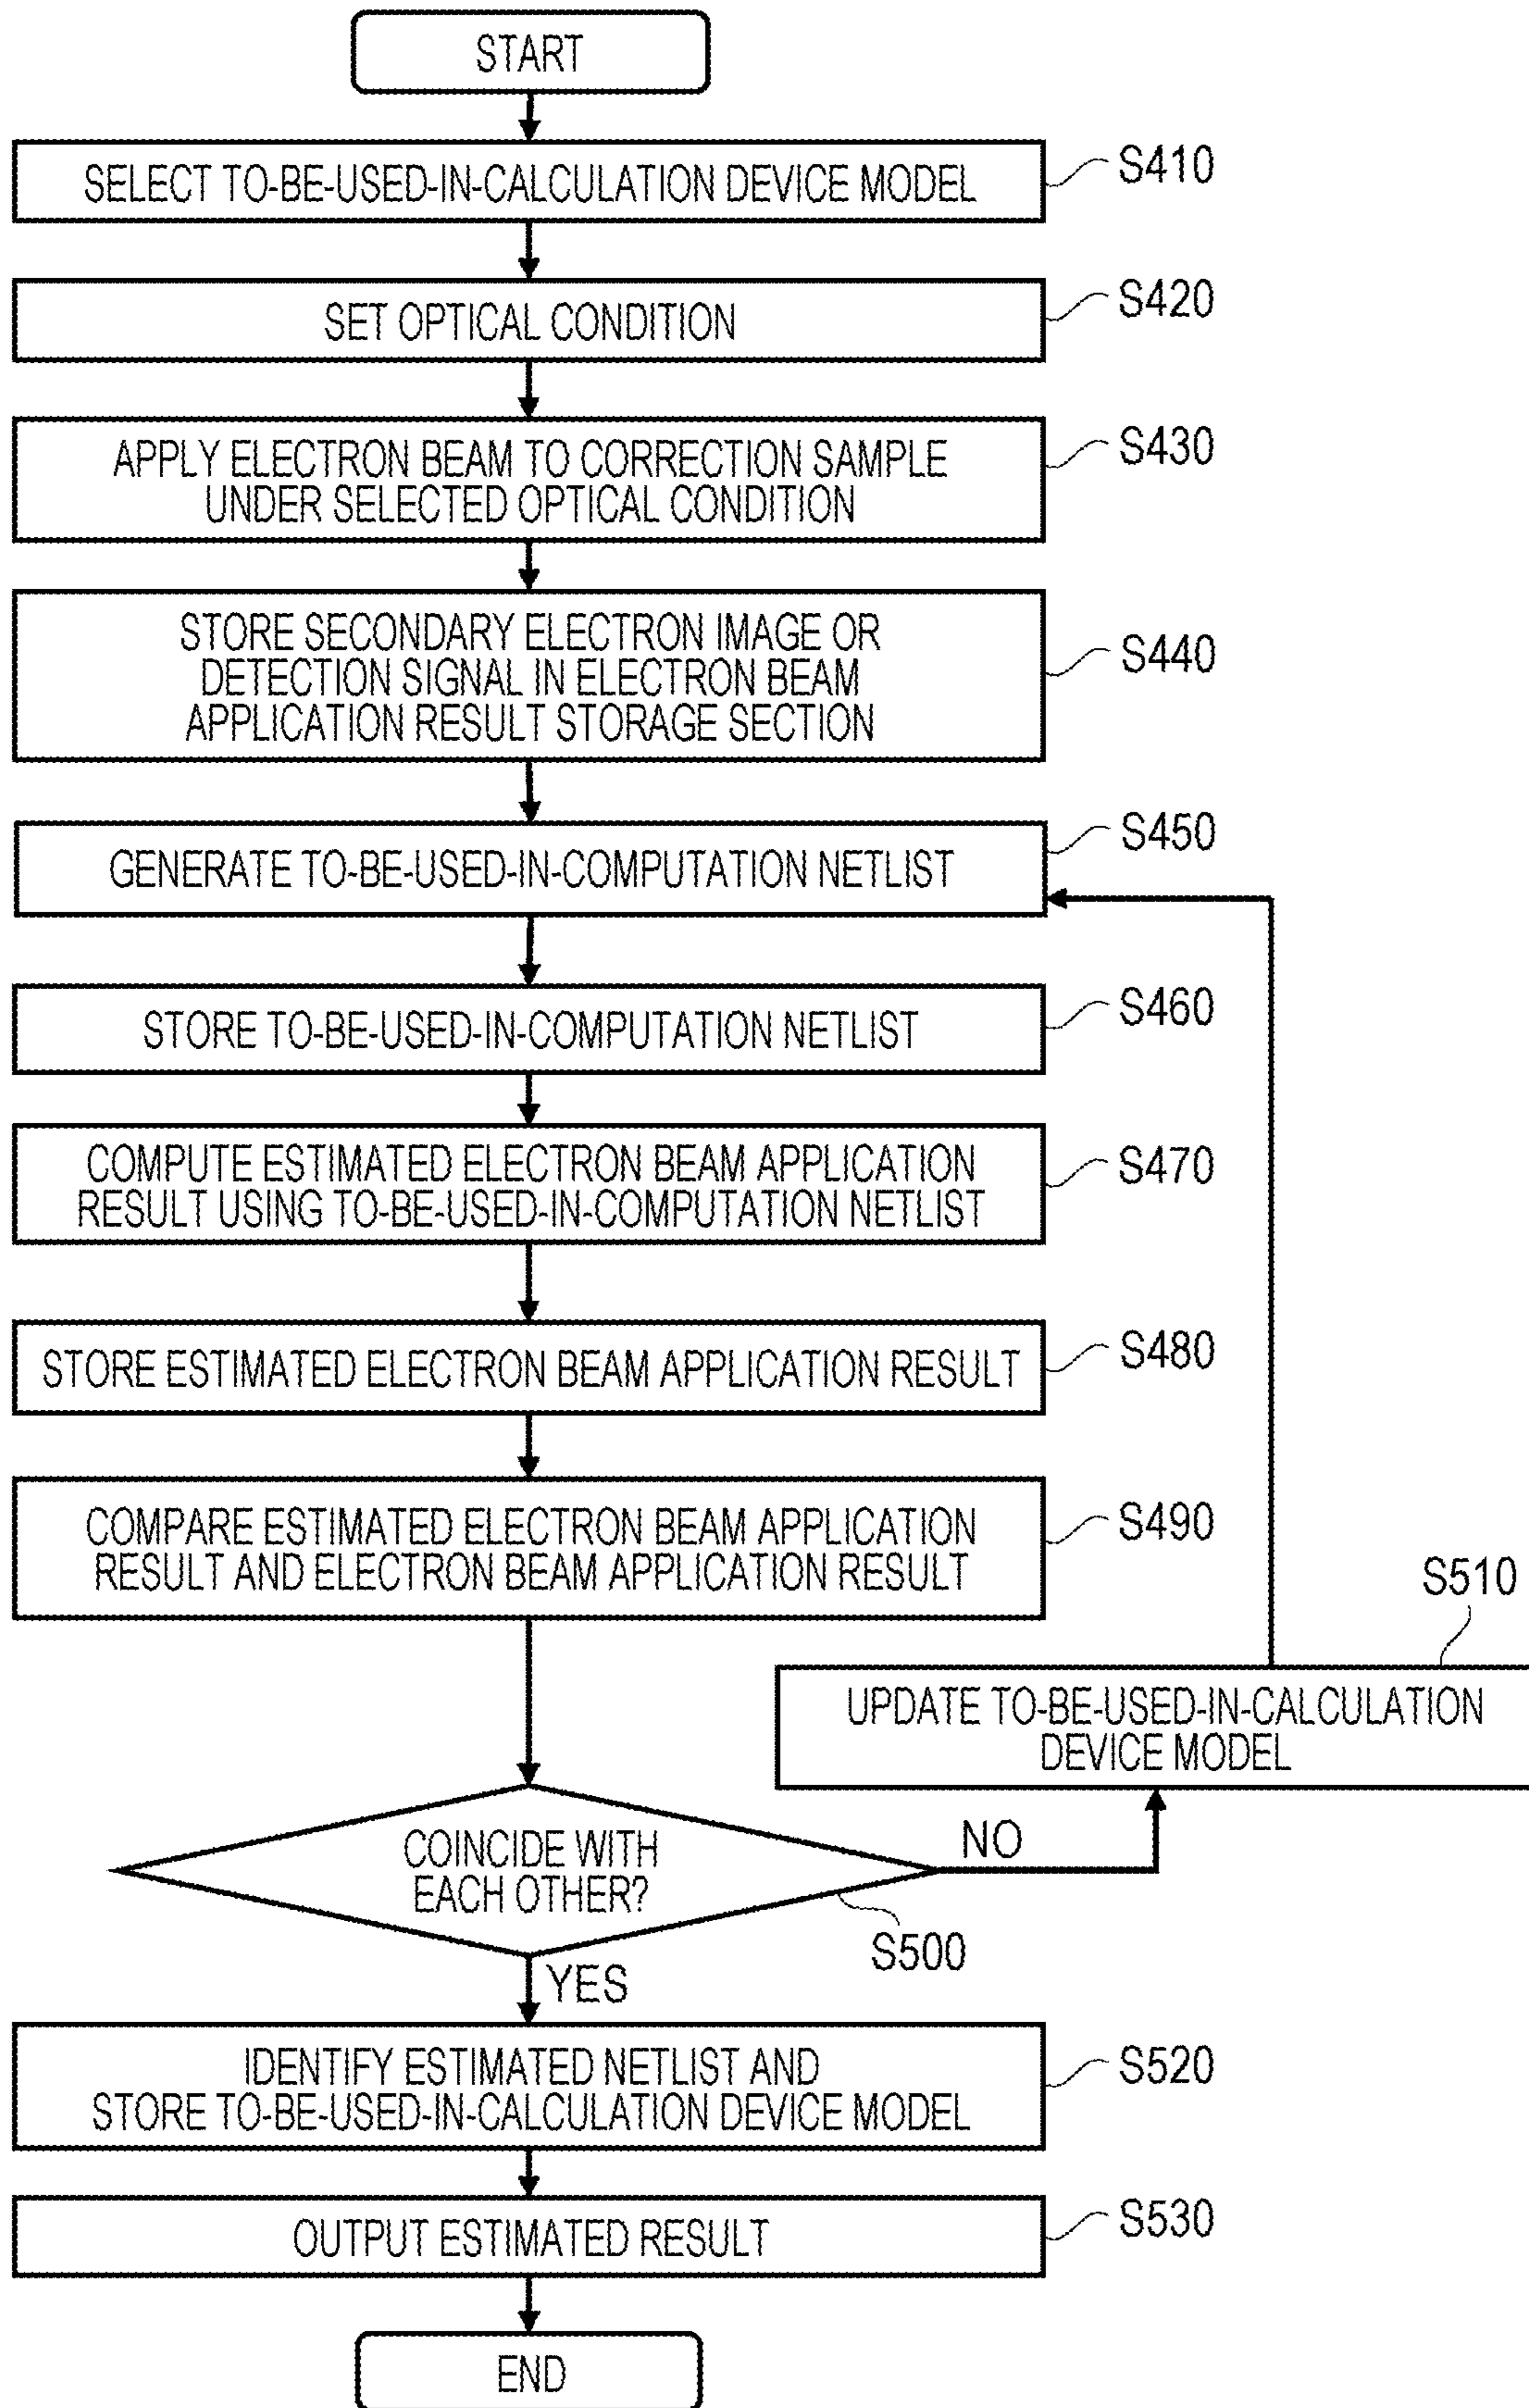 START
SELECT TO-BE-USED-IN-CALCULATION DEVICE MODEL
S410
SET OPTICAL CONDITION
S420
APPLY ELECTRON BEAM TO CORRECTION SAMPLE
UNDER SELECTED OPTICAL CONDITION
S430
STORE SECONDARY ELECTRON IMAGE OR
DETECTION SIGNAL IN ELECTRON BEAM
APPLICATION RESULT STORAGE SECTION
S440
GENERATE TO-BE-USED-IN-COMPUTATION NETLIST
S450
STORE TO-BE-USED-IN-COMPUTATION NETLIST
S460
COMPUTE ESTIMATED ELECTRON BEAM APPLICATION
RESULT USING TO-BE-USED-IN-COMPUTATION NETLIST
S470
STORE ESTIMATED ELECTRON BEAM APPLICATION RESULT
S480
COMPARE ESTIMATED ELECTRON BEAM APPLICATION
RESULT AND ELECTRON BEAM APPLICATION RESULT
S490
S510
UPDATE TO-BE-USED-IN-CALCULATION
DEVICE MODEL
COINCIDE WITH
EACH OTHER?
NO
S500
YES
IDENTIFY ESTIMATED NETLIST AND
STORE TO-BE-USED-IN-CALCULATION DEVICE MODEL
S520
OUTPUT ESTIMATED RESULT
S530
END